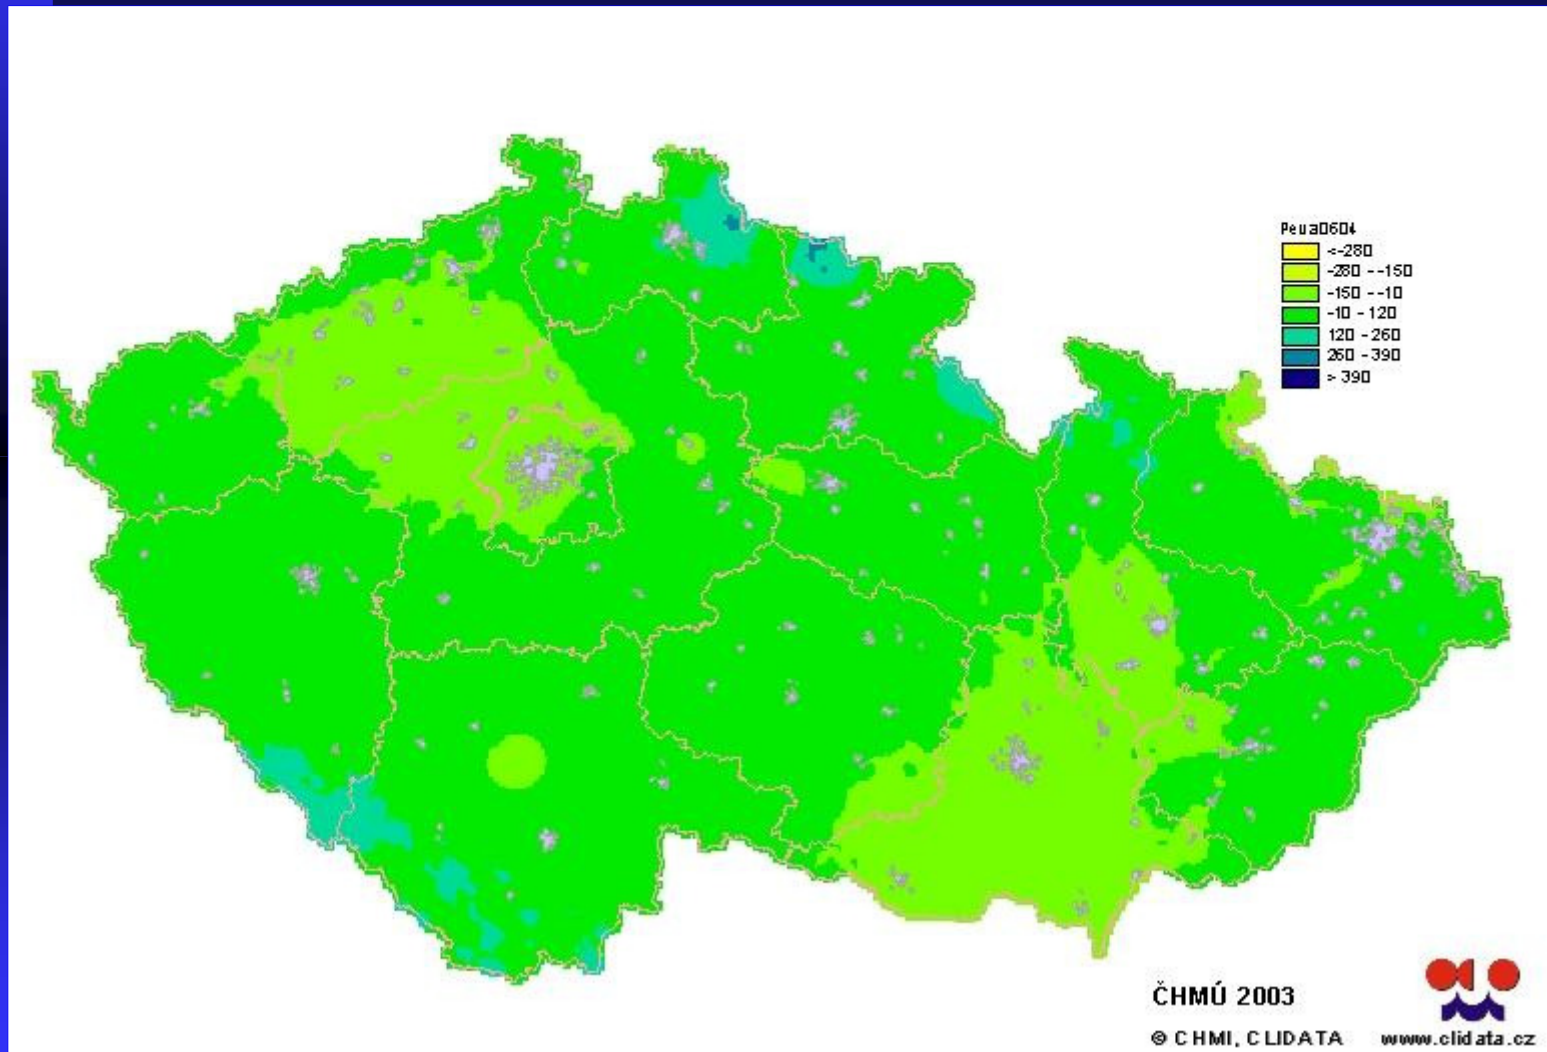 Peua0604
<-280
-280 --150
-150 --10
-10 - 120
120 - 260
260 - 390
> 390
ČHMÚ 2003
© CHMI, CLIDATA
www.clidata.cz